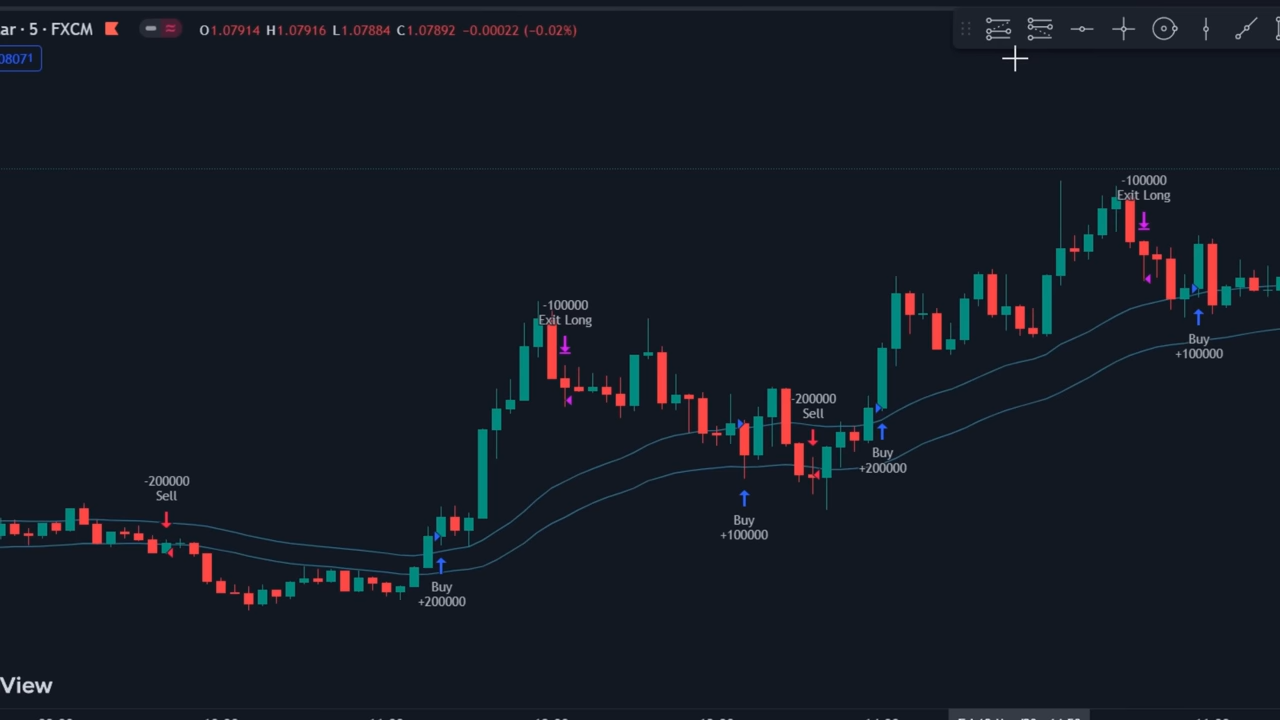 ar · 5 · FXCM
O1.07914 H1.07916 L1.07884 C1.07892 -0.00022 (-0.02%)
08071
-100000
Exit Long
-100000
Exit Long
Buy
+100000
-200000
Sell
Buy
+200000
-200000
Sell
Buy
+100000
Buy
+200000
View